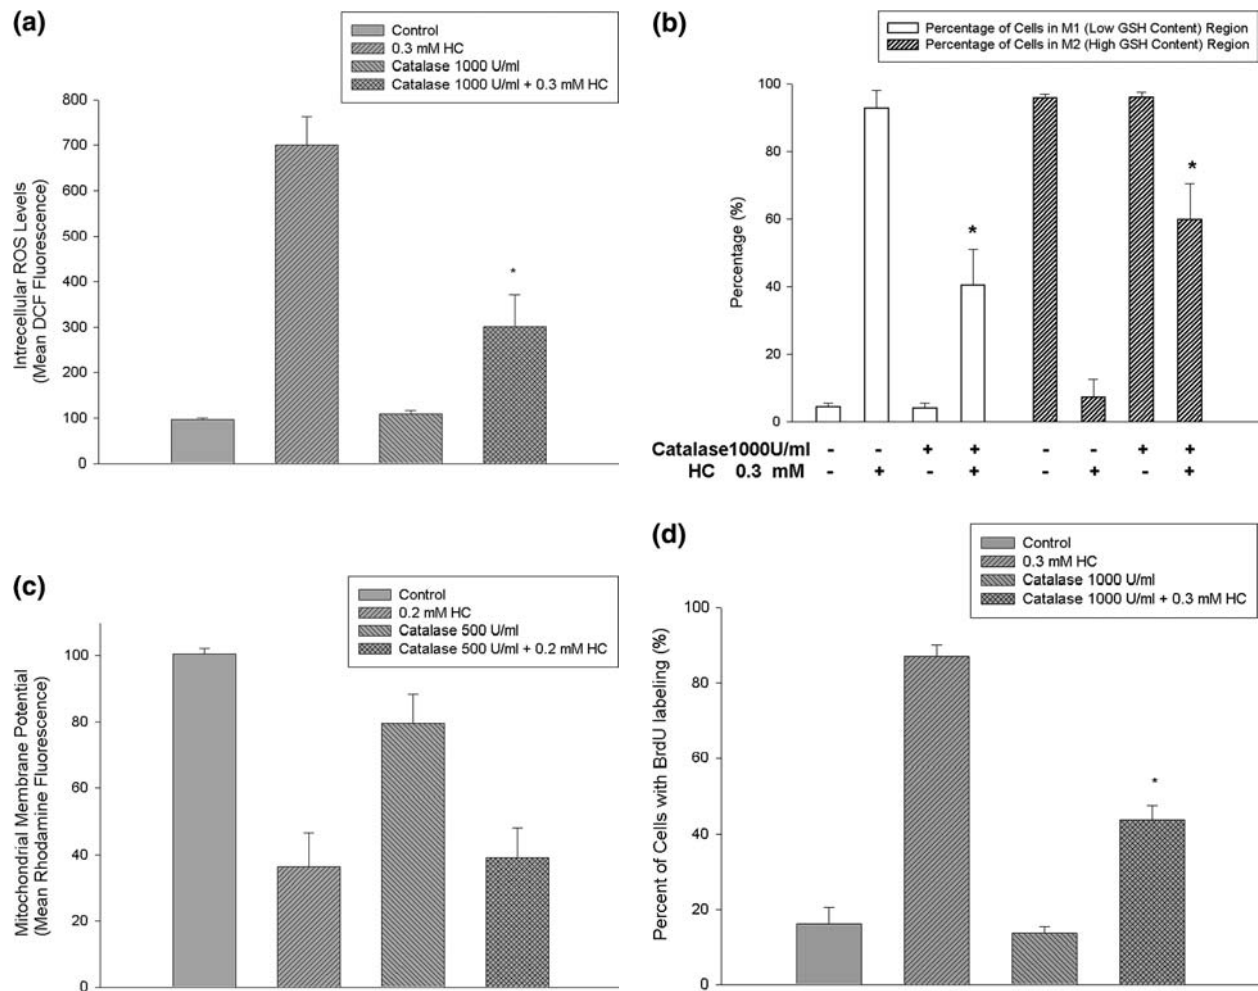 (a)
Control
0.3 mM HC
Catalase 1000 U/ml
Catalase 1000 U/ml + 0.3 mM HC
Intrecellular ROS Levels
(Mean DCF Fluorescence)
800
700
600
500
400
300
200
100
0
*
(b)
Percentage of Cells in M1 (Low GSH Content) Region
Percentage of Cells in M2 (High GSH Content) Region
Percentage (%)
100
80
60
40
20
0
*
*
Catalase1000U/ml - - + + - - + +
HC 0.3 mM - + - + - + - +
(c)
Control
0.2 mM HC
Catalase 500 U/ml
Catalase 500 U/ml + 0.2 mM HC
Mitochondrial Membrane Potential
(Mean Rhodamine Fluorescence)
100
80
60
40
20
0
(d)
Control
0.3 mM HC
Catalase 1000 U/ml
Catalase 1000 U/ml + 0.3 mM HC
Percent of Cells with BrdU labeling (%)
100
80
60
40
20
0
*